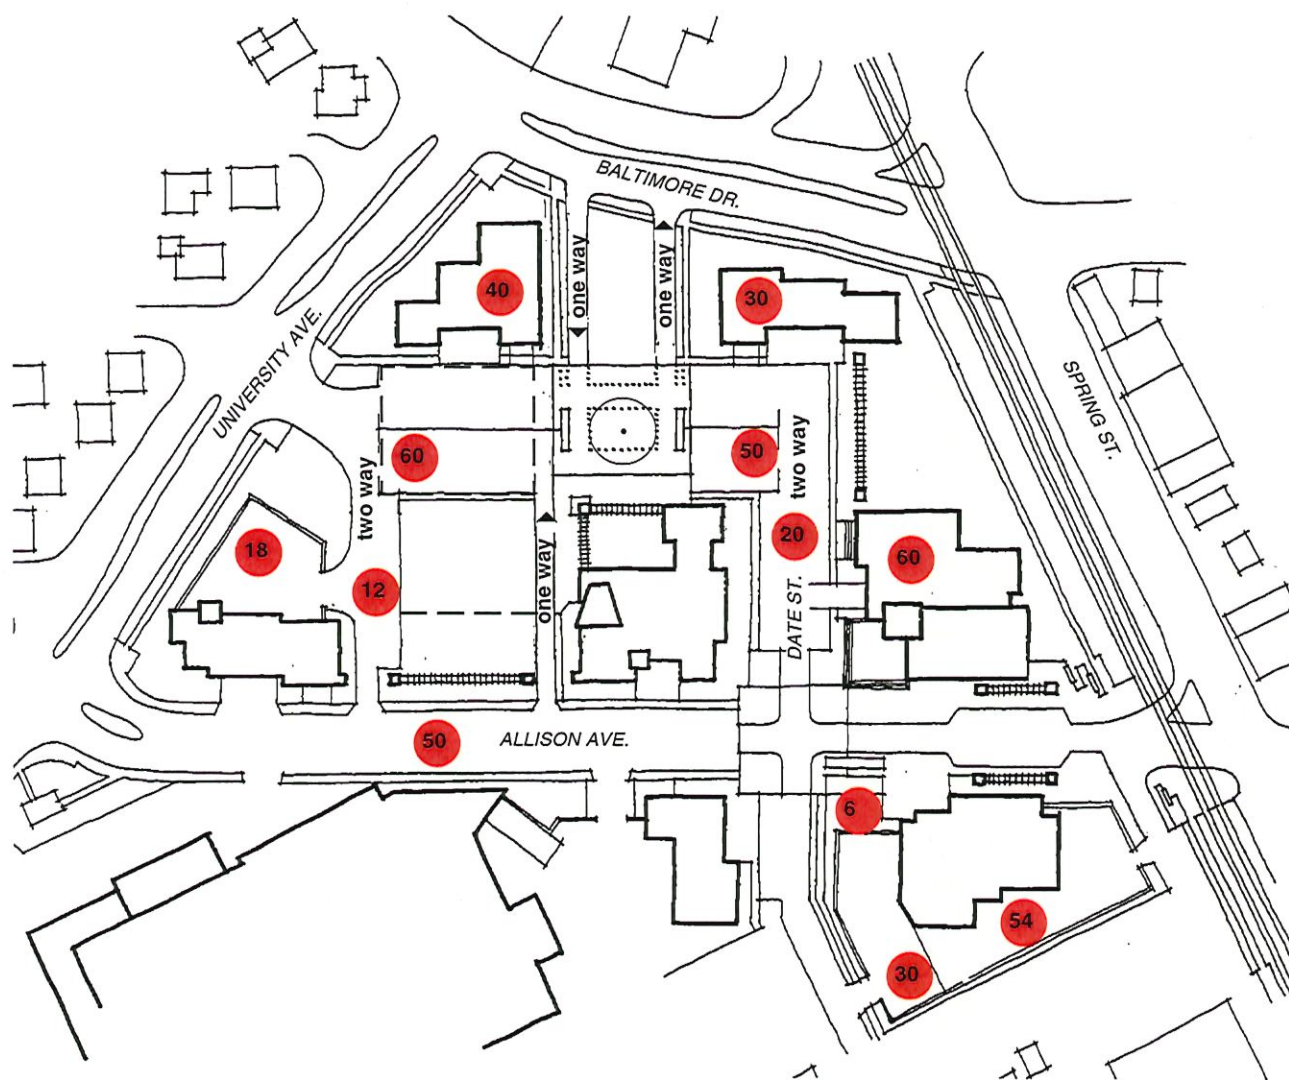 BALTIMORE DR.
one way
one way
40
30
UNIVERSITY AVE.
SPRING ST.
60
50
two way
two way
18
12
one way
20
60
DATE ST.
50
ALLISON AVE.
6
54
30